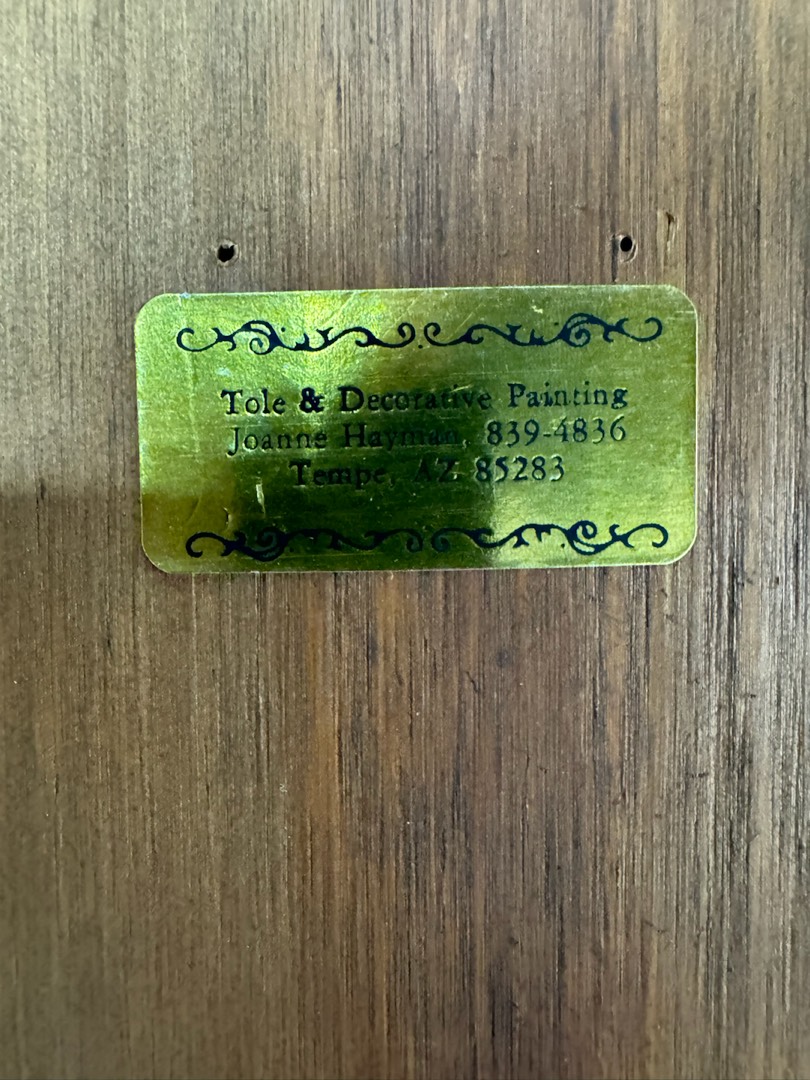 Tole & Decorative Painting
Joanne Hayman, 839-4836
Tempe, AZ 85283